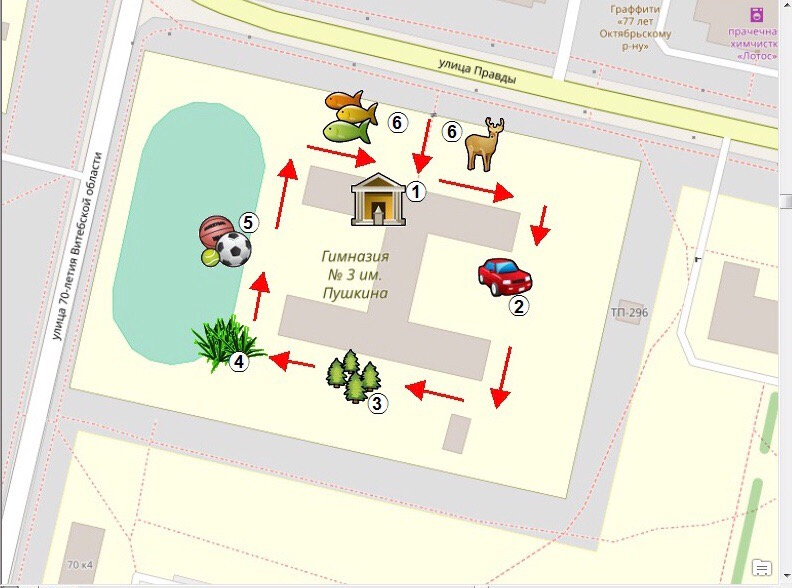 Граффити
«77 лет
Октябрьскому
р-ну»
прачечна
химчистк
«Лотос»
улица Правды
6
6
1
5
улица 70-летия Витебской области
Гимназия
№ 3 им.
Пушкина
2
ТП-296
4
3
70 к4